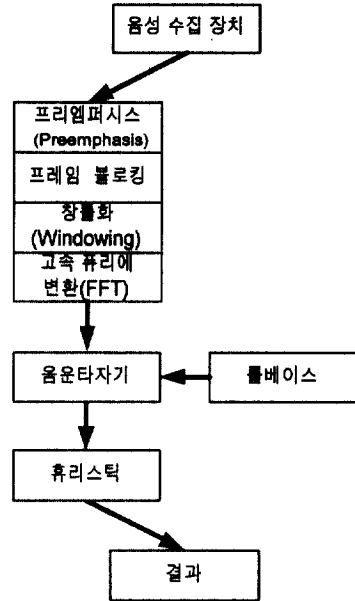 음성 수집 장치
프리엠퍼시스
(Preemphasis)
프레임 블로킹
창틀화
(Windowing)
고속 퓨리에
변환(FFT)
음운타자기
룰베이스
휴리스틱
결과